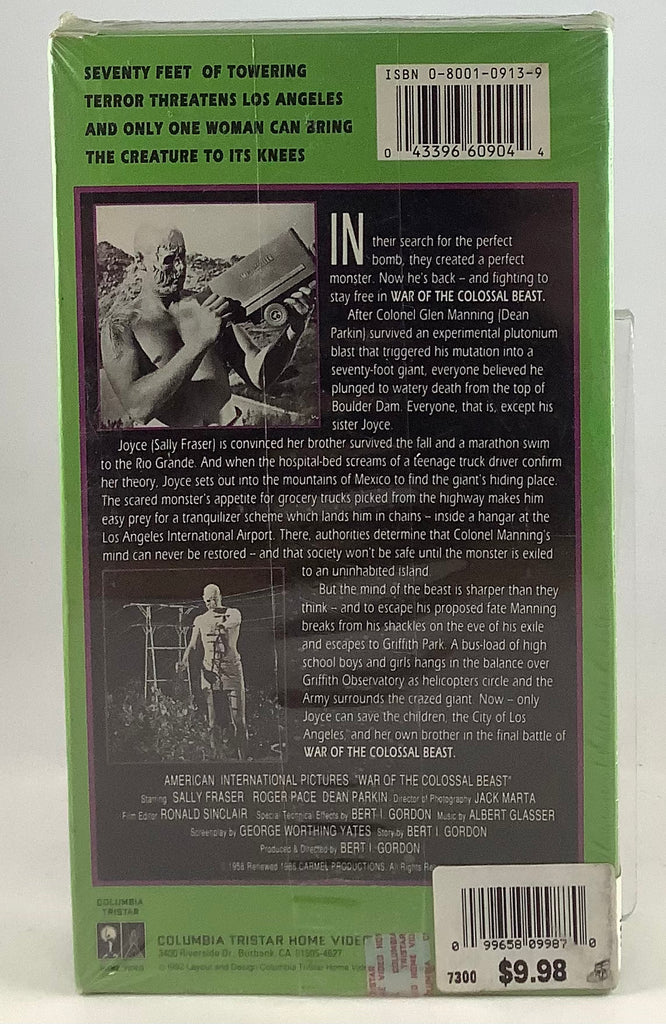 SEVENTY FEET OF TOWERING
TERROR THREATENS LOS ANGELES
AND ONLY ONE WOMAN CAN BRING
THE CREATURE TO ITS KNEES
ISBN 0-8001-0913-9
0 43396 60904 4
IN their search for the perfect
bomb, they created a perfect
monster. Now he's back – and fighting to
stay free in WAR OF THE COLOSSAL BEAST.
After Colonel Glen Manning (Dean
Parkin) survived an experimental plutonium
blast that triggered his mutation into a
seventy-foot giant, everyone believed he
plunged to watery death from the top of
Boulder Dam. Everyone, that is, except his
sister Joyce.
Joyce (Sally Fraser) is convinced her brother survived the fall and a marathon swim
to the Rio Grande. And when the hospital-bed screams of a teenage truck driver confirm
her theory, Joyce sets out into the mountains of Mexico to find the giant's hiding place.
The scared monster's appetite for grocery trucks picked from the highway makes him
easy prey for a tranquilizer scheme which lands him in chains – inside a hangar at the
Los Angeles International Airport. There, authorities determine that Colonel Manning's
mind can never be restored – and that society won't be safe until the monster is exiled
to an uninhabited island.
But the mind of the beast is sharper than they
think – and to escape his proposed fate Manning
breaks from his shackles on the eve of his exile
and escapes to Griffith Park. A bus-load of high
school boys and girls hangs in the balance over
Griffith Observatory as helicopters circle and the
Army surrounds the crazed giant. Now – only
Joyce can save the children, the City of Los
Angeles, and her own brother in the final battle of
WAR OF THE COLOSSAL BEAST.
AMERICAN INTERNATIONAL PICTURES "WAR OF THE COLOSSAL BEAST"
Starring SALLY FRASER ROGER PACE DEAN PARKIN Director of Photography JACK MARTA
Film Editor RONALD SINCLAIR Special Technical Effects by BERT I. GORDON Music by ALBERT GLASSER
Screenplay by GEORGE WORTHING YATES Story by BERT I. GORDON
Produced & Directed by BERT I. GORDON
© 1958 Renewed 1986 CARMEL PRODUCTIONS. All Rights
COLUMBIA
TRISTAR
HOME VIDEO
COLUMBIA TRISTAR HOME VIDEO
3400 Riverside Dr. Burbank, CA 91505-4627
© 1992 Layout and Design Columbia Tristar Home Video
0 99658 09987 0
7300 $9.98